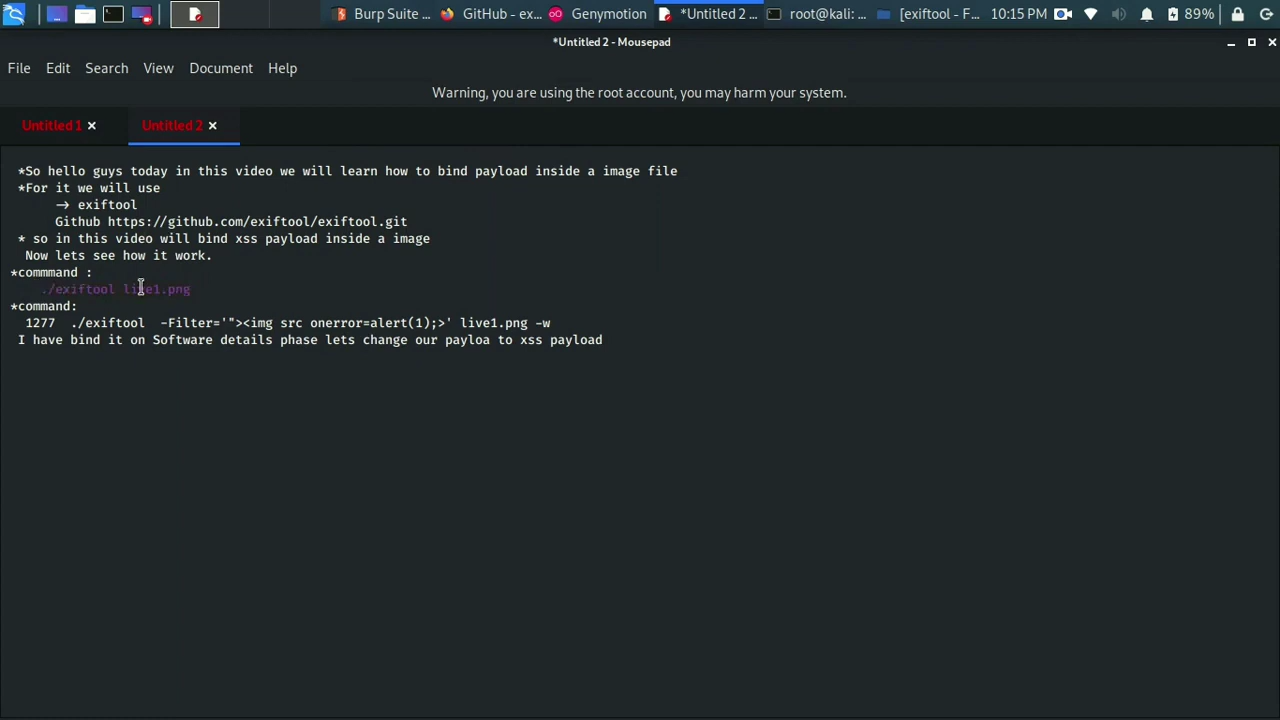 Burp Suite ...
GitHub - ex...
Genymotion
*Untitled 2 ...
root@kali: ...
[exiftool - F...
10:15 PM
89%
*Untitled 2 - Mousepad
File Edit Search View Document Help
Warning, you are using the root account, you may harm your system.
Untitled 1
Untitled 2
*So hello guys today in this video we will learn how to bind payload inside a image file
*For it we will use
-> exiftool
Github https://github.com/exiftool/exiftool.git
* so in this video will bind xss payload inside a image
Now lets see how it work.
*commmand :
./exiftool live1.png
*command:
1277 ./exiftool -Filter='"><img src onerror=alert(1);>' live1.png -w
I have bind it on Software details phase lets change our payloa to xss payload